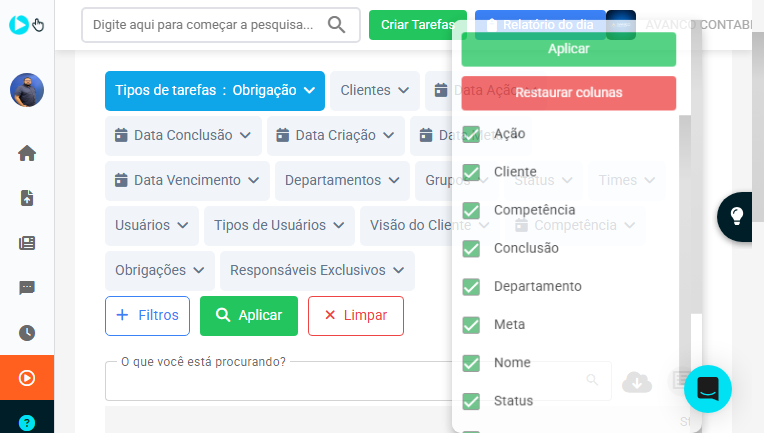 Digite aqui para começar a pesquisa...
Criar Tarefas
Relatório do dia
AVANCO CONTABI
Aplicar
Restaurar colunas
Tipos de tarefas : Obrigação
Clientes
Data Ação
Data Conclusão
Data Criação
Data Meta
Data Vencimento
Departamentos
Grupos
Status
Times
Usuários
Tipos de Usuários
Visão do Cliente
Competência
Obrigações
Responsáveis Exclusivos
Filtros
Aplicar
Limpar
O que você está procurando?
Ação
Cliente
Competência
Conclusão
Departamento
Meta
Nome
Status